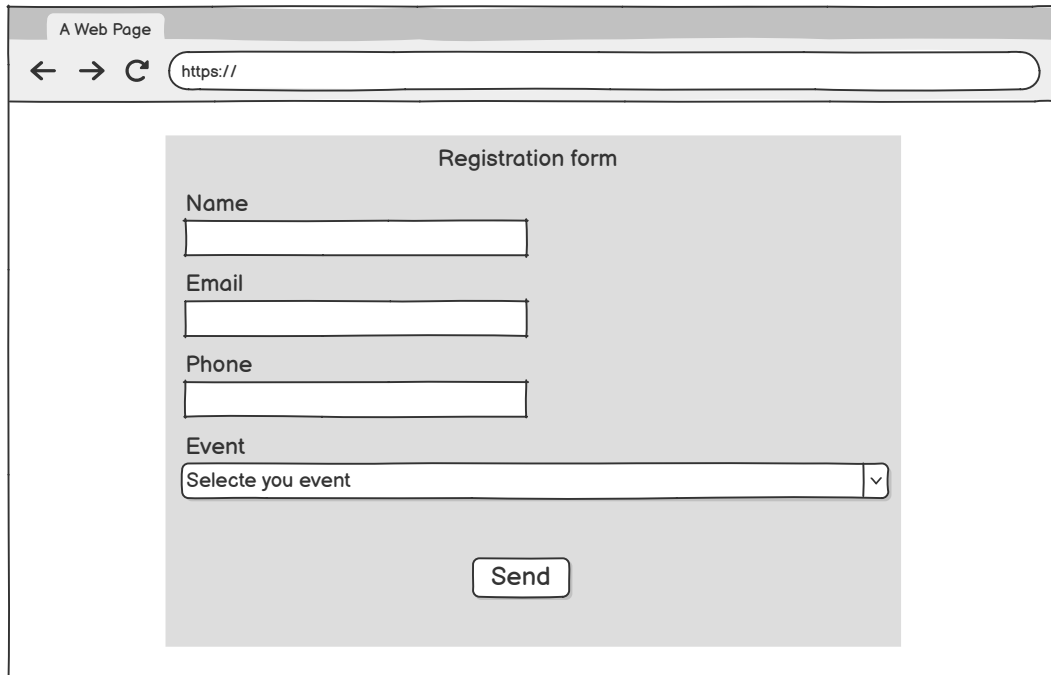 A Web Page
https://
Registration form
Name
Email
Phone
Event
Selecte you event
Send